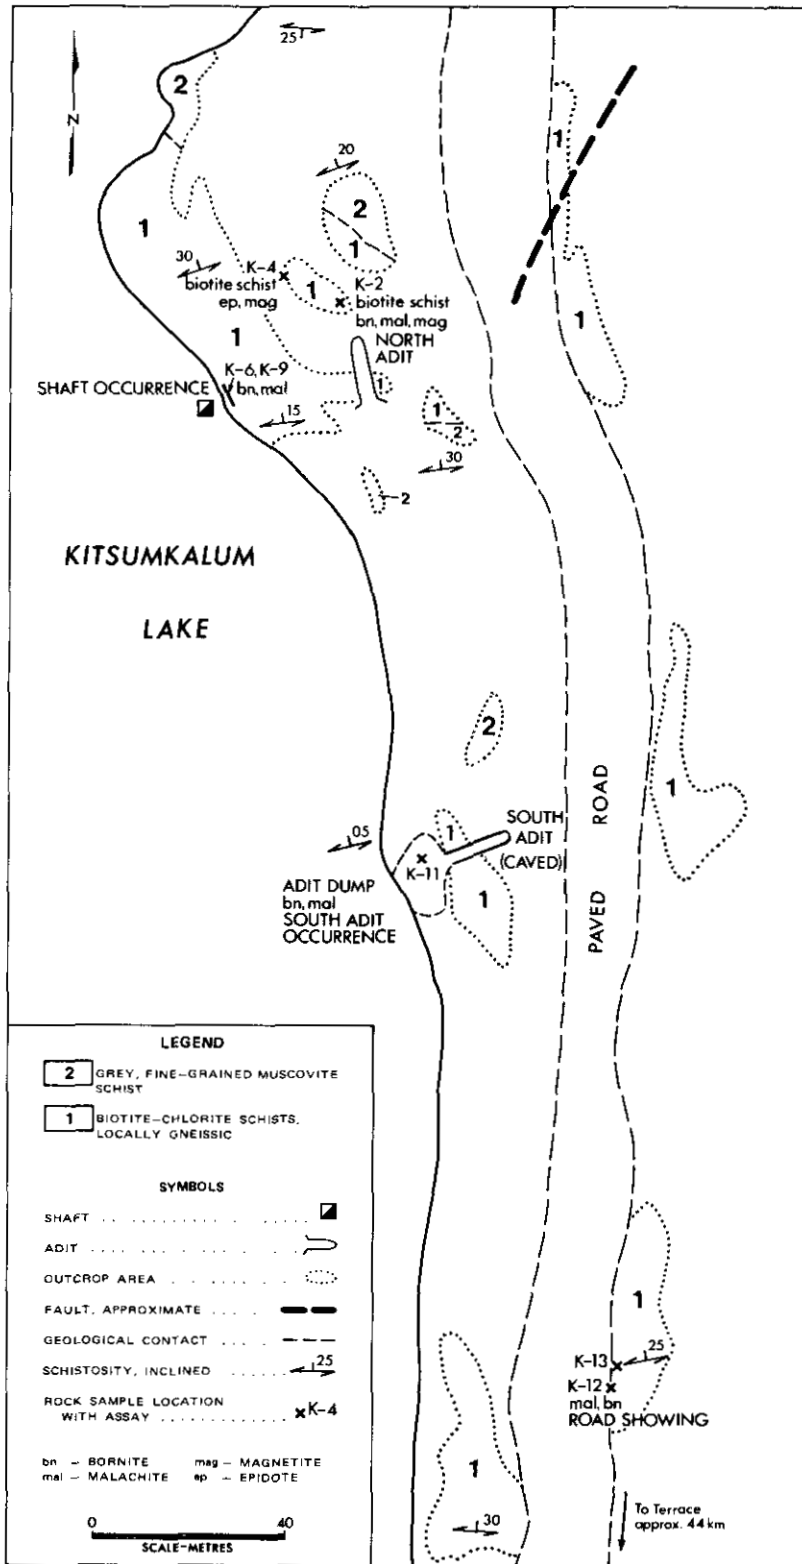 25
2
N
20
1
2
1
1
30
K-4
biotite schist
ep, mag
1
K-2
biotite schist
bn, mal, mag
1
1
NORTH
ADIT
K-6, K-9
bn, mal
SHAFT OCCURRENCE
1
15
1
2
30
2
KITSUMKALUM
LAKE
2
PAVED ROAD
1
05
1
SOUTH
ADIT
(CAVED)
K-11
ADIT DUMP
bn, mal
SOUTH ADIT
OCCURRENCE
1
LEGEND
2 GREY, FINE-GRAINED MUSCOVITE
SCHIST
1 BIOTITE-CHLORITE SCHISTS,
LOCALLY GNEISSIC
SYMBOLS
SHAFT
ADIT
OUTCROP AREA
FAULT, APPROXIMATE
GEOLOGICAL CONTACT
SCHISTOSITY, INCLINED 25
ROCK SAMPLE LOCATION
WITH ASSAY K-4
bn - BORNITE mag - MAGNETITE
mal - MALACHITE ep - EPIDOTE
0 40
SCALE-METRES
1
25
K-13
K-12
mal, bn
ROAD SHOWING
1
30
To Terrace
approx. 44 km